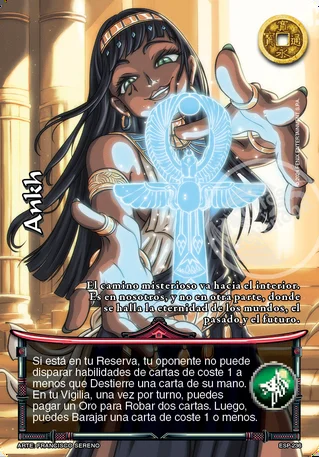 Ankh
El camino misterioso va hacia el interior.
Es en nosotros, y no en otra parte, donde
se halla la eternidad de los mundos, el
pasado y el futuro.
Si está en tu Reserva, tu oponente no puede
disparar habilidades de cartas de coste 1 a
menos qué Destierre una carta de su mano.
En tu Vigilia, una vez por turno, puedes
pagar un Oro para Robar dos cartas. Luego,
puedes Barajar una carta de coste 1 o menos.
ARTE: FRANCISCO SERENO
ESP-236